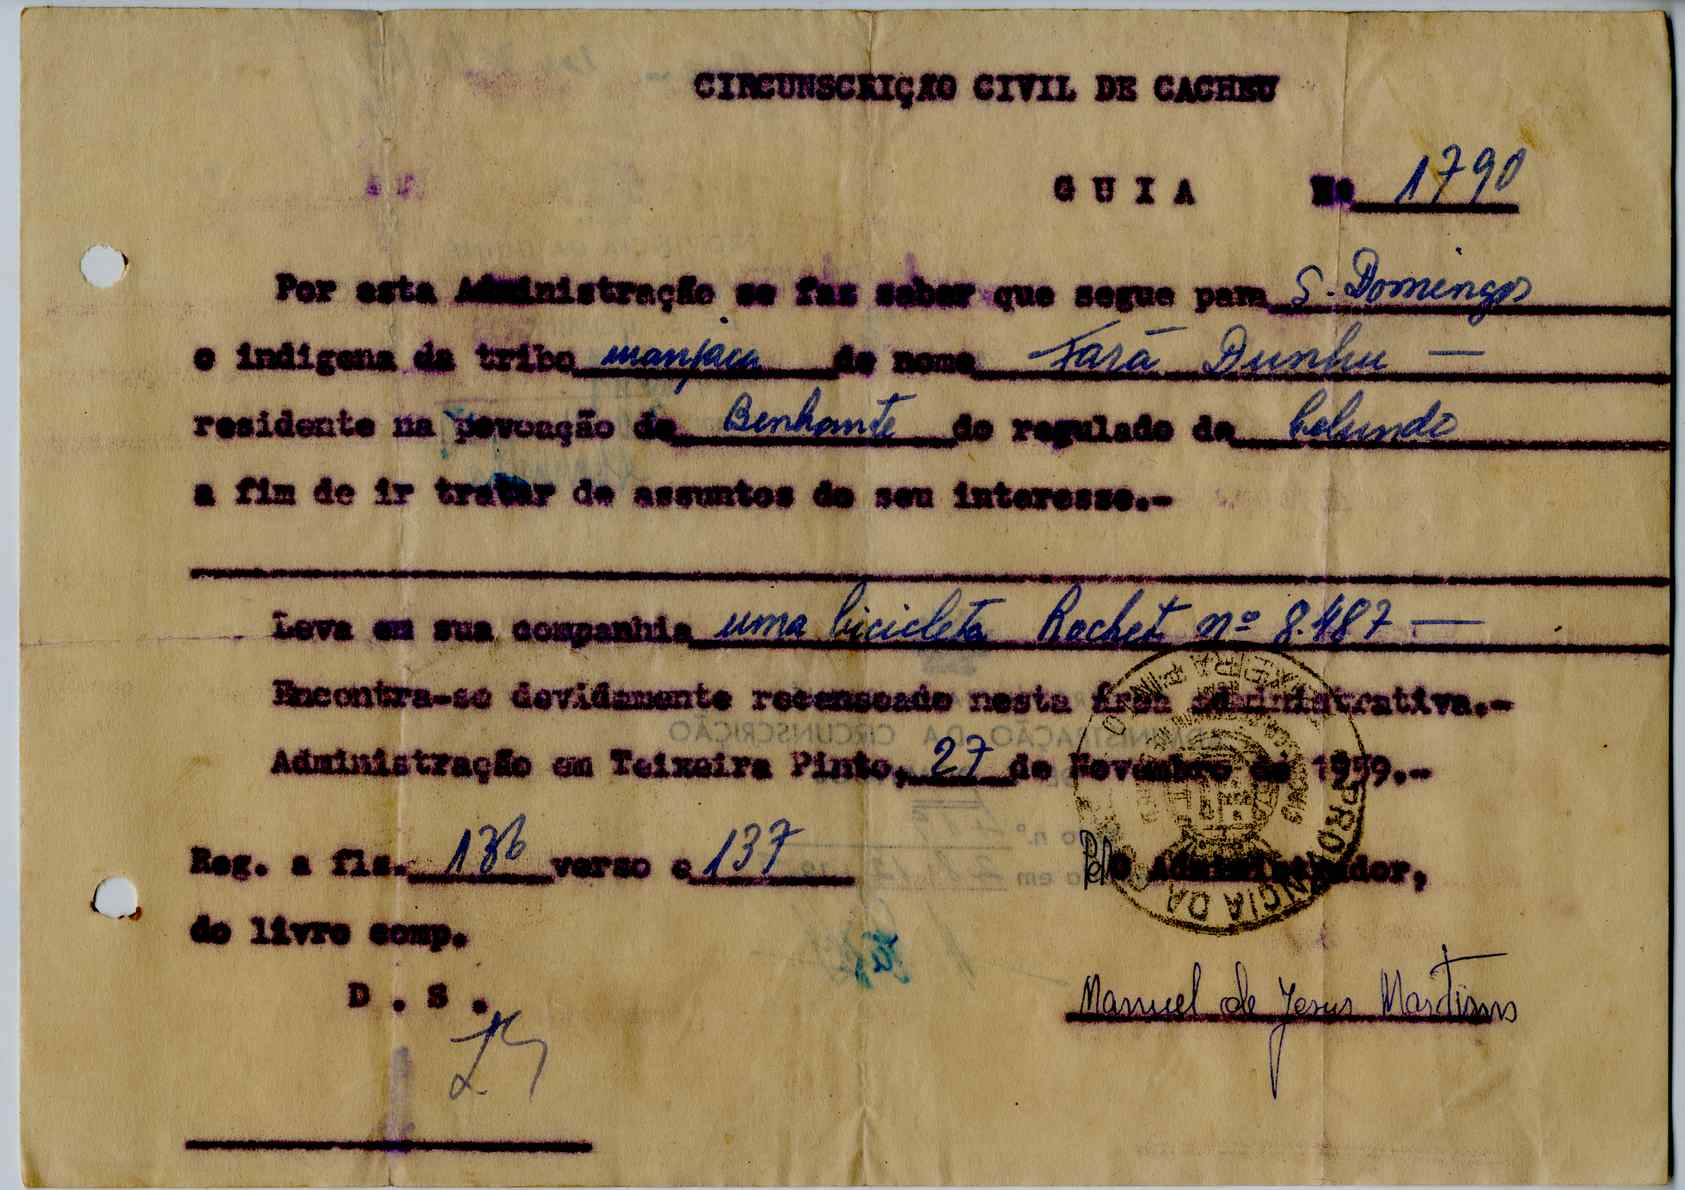 CIRCUNSCRIÇÃO CIVIL DE CACHEU
GUIA Nº 1790
Por esta Administração se faz saber que segue para S. Domingos
o indigena da tribo manjaca de nome Fará Dunhu —
residente na povoação de Benhante do regulado de Calundo
a fim de ir tratar de assuntos do seu interesse.-
Leva em sua companhia uma bicicleta Rochet nº 8.487 —
Encontra-se devidamente recenseado nesta área administrativa.-
Administração em Teixeira Pinto, 27 de Novembro de 1959.-
Reg. a fls. 136 verso e 137 Pelo Administrador,
do livro comp.
D.S.
Manuel de Jesus Martins
PROVÍNCIA DA